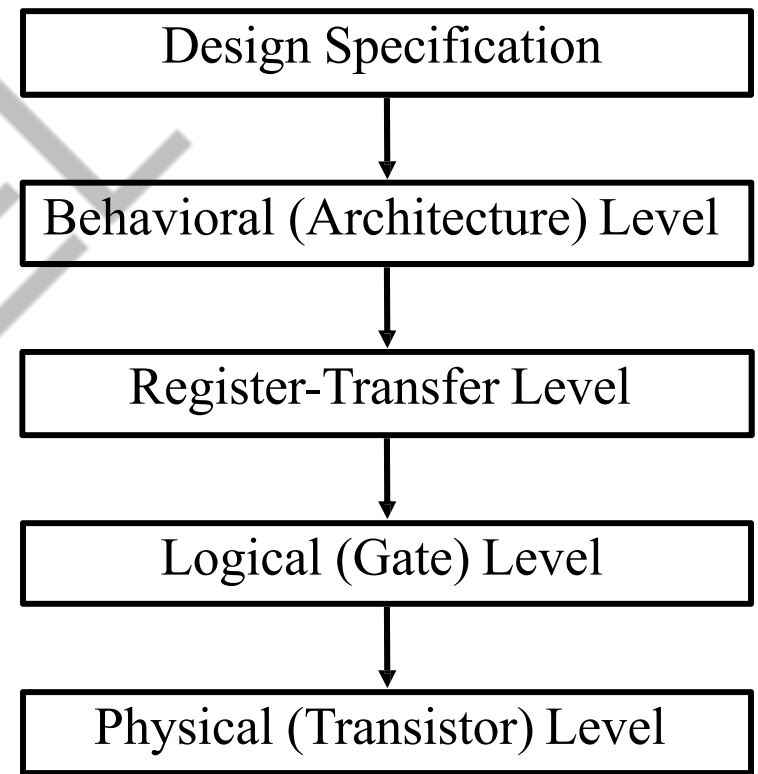 Design Specification
Behavioral (Architecture) Level
Register-Transfer Level
Logical (Gate) Level
Physical (Transistor) Level